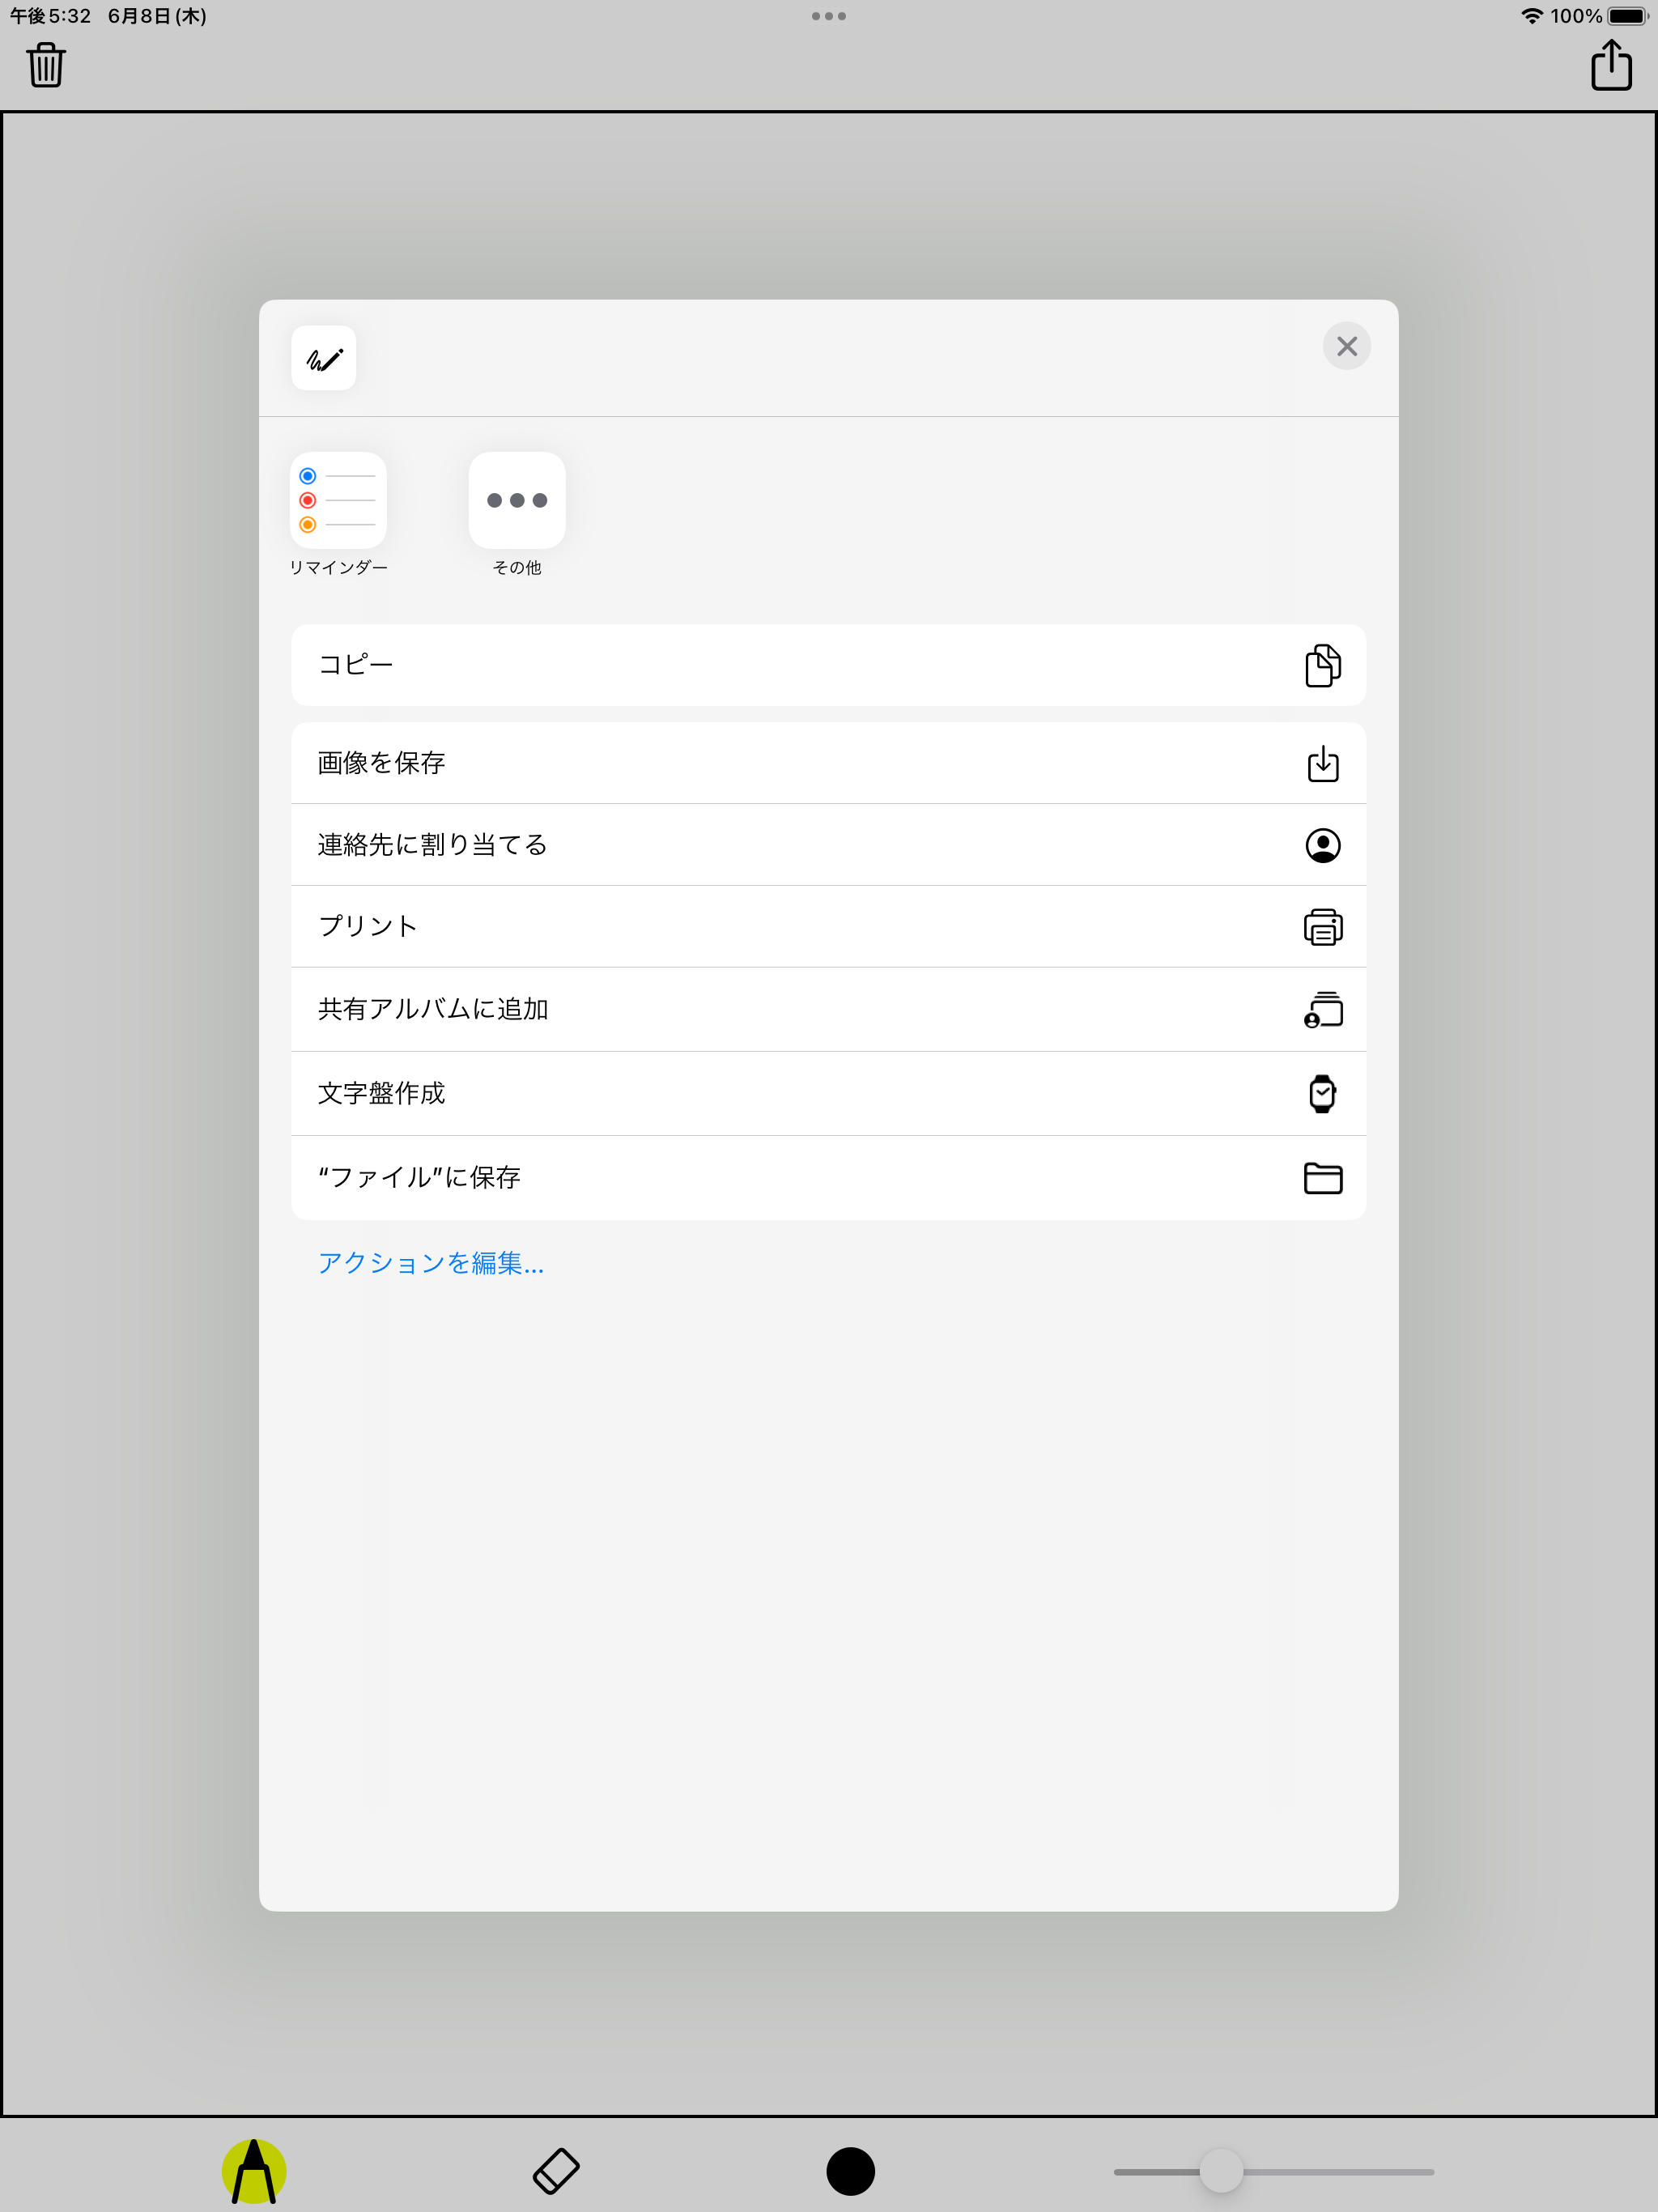 午後5:32 6月8日(木)
100%
リマインダー
その他
コピー
画像を保存
連絡先に割り当てる
プリント
共有アルバムに追加
文字盤作成
“ファイル”に保存
アクションを編集...